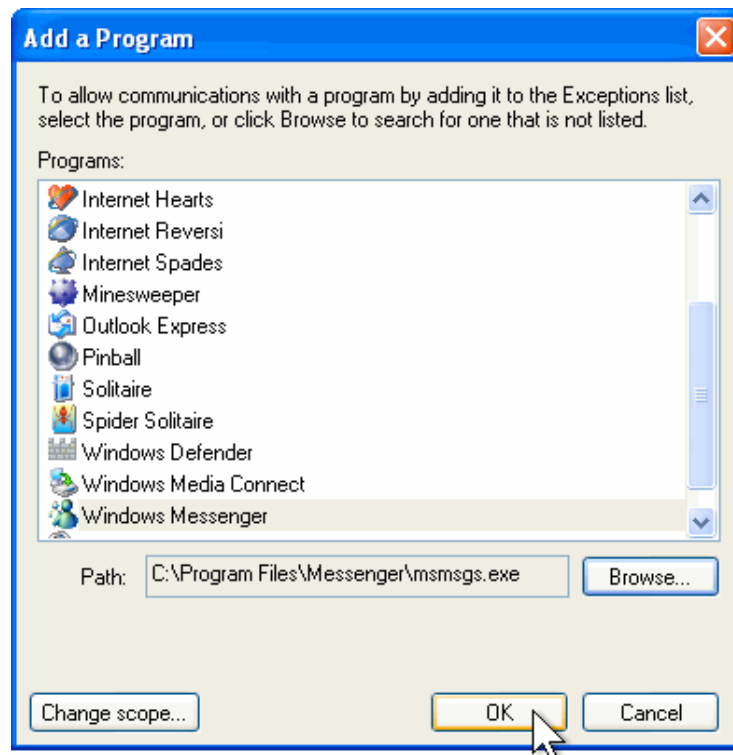 Add a Program
To allow communications with a program by adding it to the Exceptions list,
select the program, or click Browse to search for one that is not listed.
Programs:
Internet Hearts
Internet Reversi
Internet Spades
Minesweeper
Outlook Express
Pinball
Solitaire
Spider Solitaire
Windows Defender
Windows Media Connect
Windows Messenger
Path: C:\Program Files\Messenger\msmsgs.exe Browse...
Change scope... OK Cancel